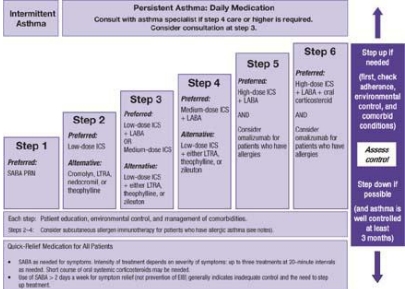 Intermittent
Asthma
Persistent Asthma: Daily Medication
Consult with asthma specialist if step 4 care or higher is required.
Consider consultation at step 3.
Step 1
Preferred:
SABA PRN
Step 2
Preferred:
Low-dose ICS
Alternative:
Cromolyn, LTRA,
nedocromil, or
theophylline
Step 3
Preferred:
Low-dose ICS
+ LABA
OR
Medium-dose ICS
Alternative:
Low-dose ICS
+ either LTRA,
theophylline, or
zileuton
Step 4
Preferred:
Medium-dose ICS
+ LABA
Alternative:
Low-dose ICS
+ either LTRA,
theophylline, or
zileuton
Step 5
Preferred:
High-dose ICS
+ LABA
AND
Consider
omalizumab for
patients who have
allergies
Step 6
Preferred:
High-dose ICS
+ LABA + oral
corticosteroid
AND
Consider
omalizumab for
patients who have
allergies
Step up if
needed
(first, check
adherence,
environmental
control, and
comorbid
conditions)
Assess
control
Step down if
possible
(and asthma is
well controlled
at least
3 months)
Each step: Patient education, environmental control, and management of comorbidities.
Steps 2–4: Consider subcutaneous allergen immunotherapy for patients who have allergic asthma (see notes).
Quick-Relief Medication for All Patients
• SABA as needed for symptoms. Intensity of treatment depends on severity of symptoms: up to three treatments at 20-minute intervals
as needed. Short course of oral systemic corticosteroids may be needed.
• Use of SABA > 2 days a week for symptom relief (not prevention of EIB) generally indicates inadequate control and the need to step
up treatment.